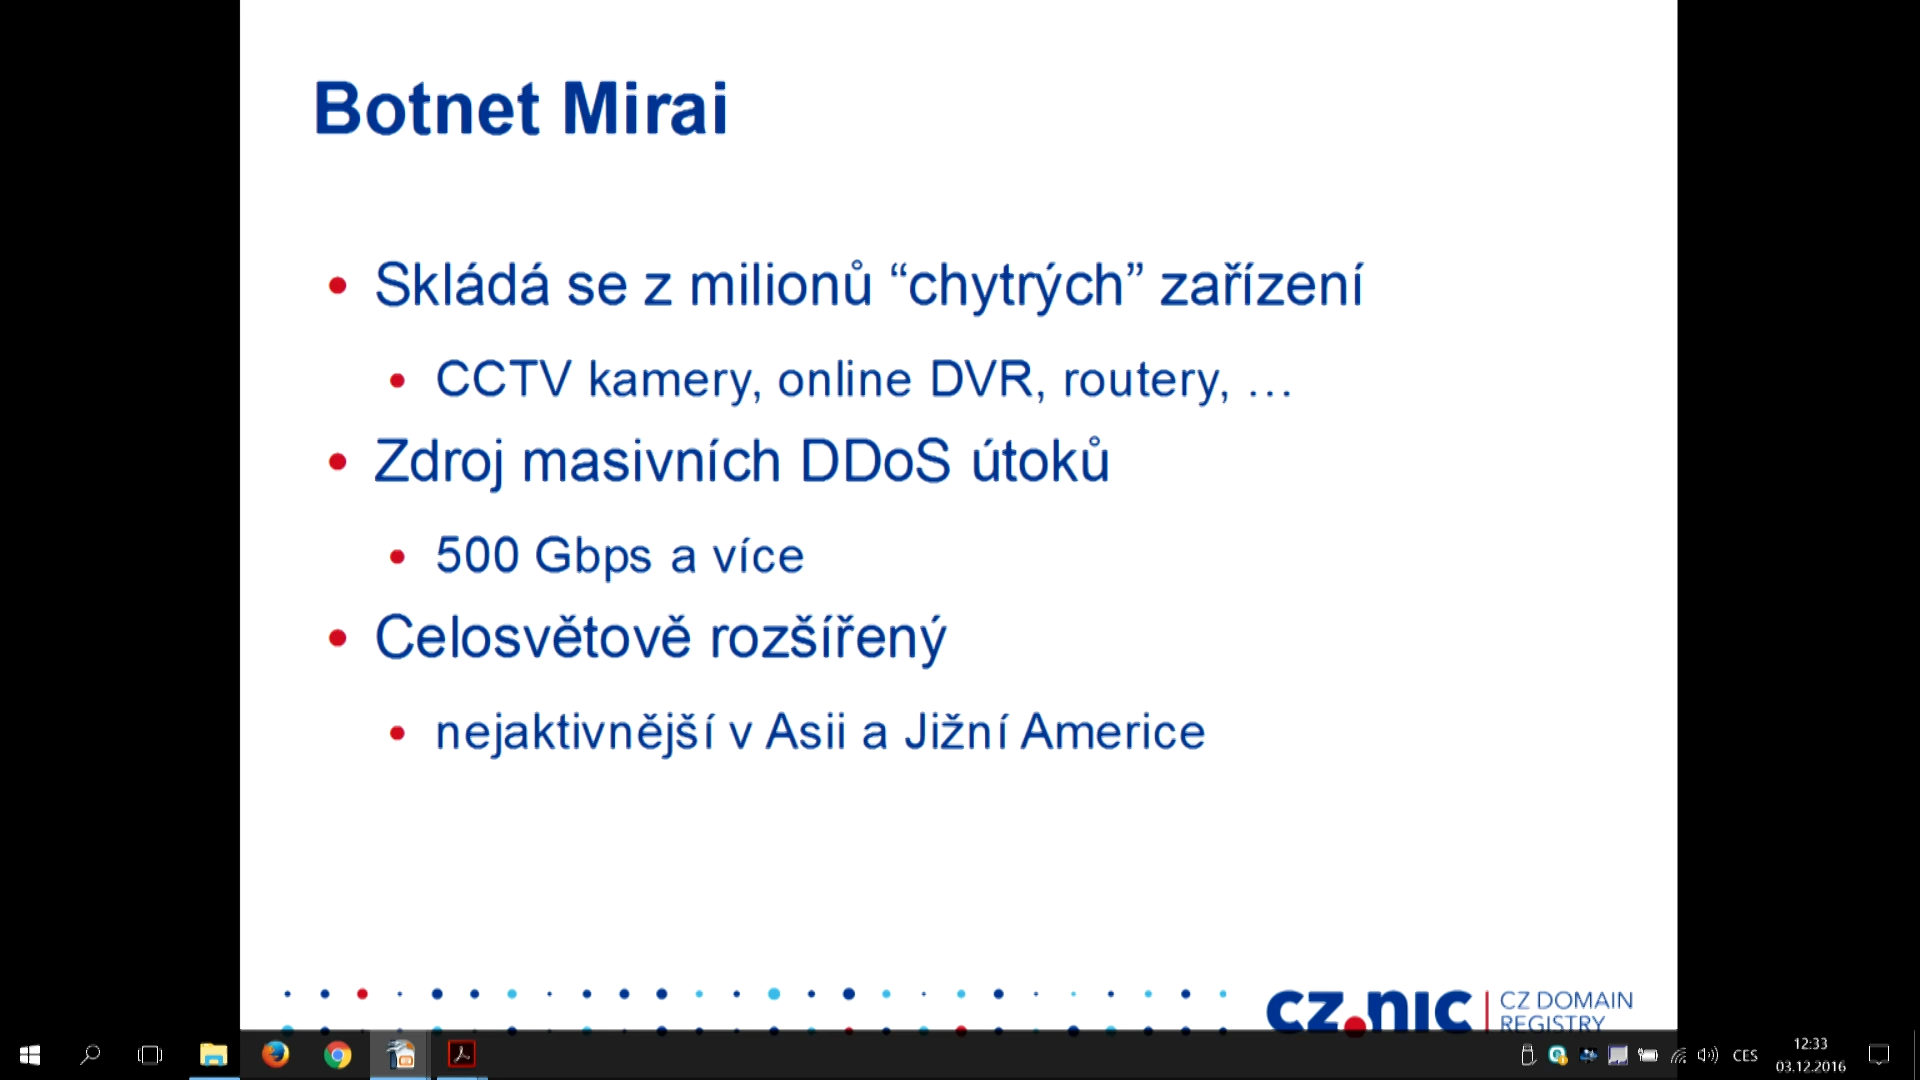 Botnet Mirai
Skládá se z milionů “chytrých” zařízení
CCTV kamery, online DVR, routery, …
Zdroj masivních DDoS útoků
500 Gbps a více
Celosvětově rozšířený
nejaktivnější v Asii a Jižní Americe
cz.nic
CZ DOMAIN
REGISTRY
CES
12:33
03.12.2016